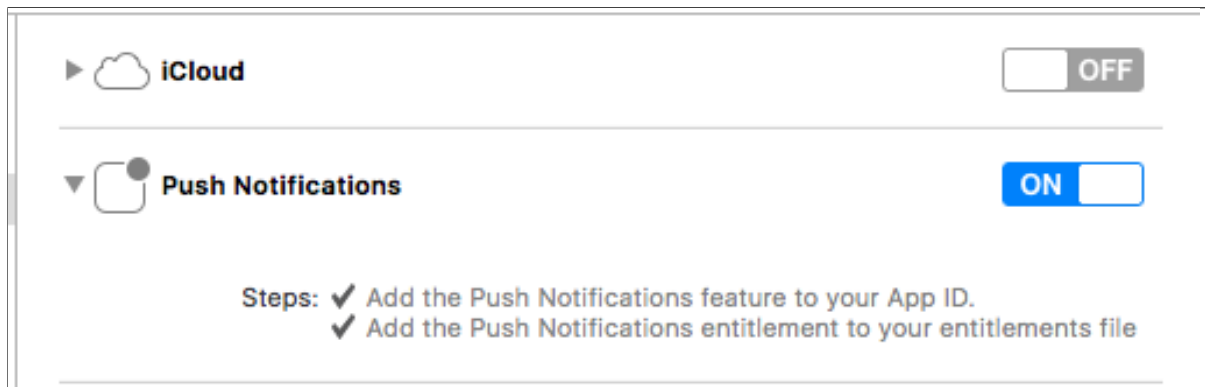 iCloud OFF
Push Notifications ON
Steps: ✔ Add the Push Notifications feature to your App ID.
✔ Add the Push Notifications entitlement to your entitlements file